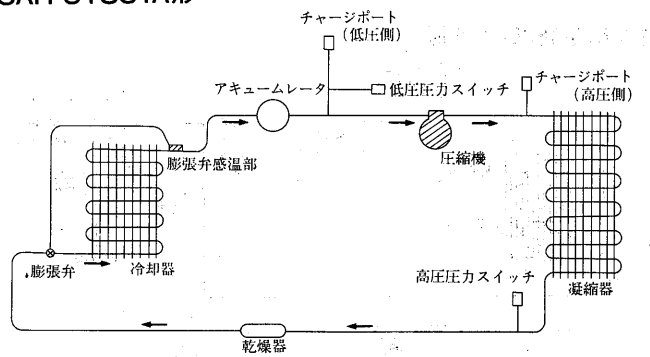 チャージポート
(低圧側)
アキュームレータ
低圧圧力スイッチ
チャージポート
(高圧側)
膨張弁感温部
圧縮機
膨張弁
冷却器
高圧圧力スイッチ
凝縮器
乾燥器